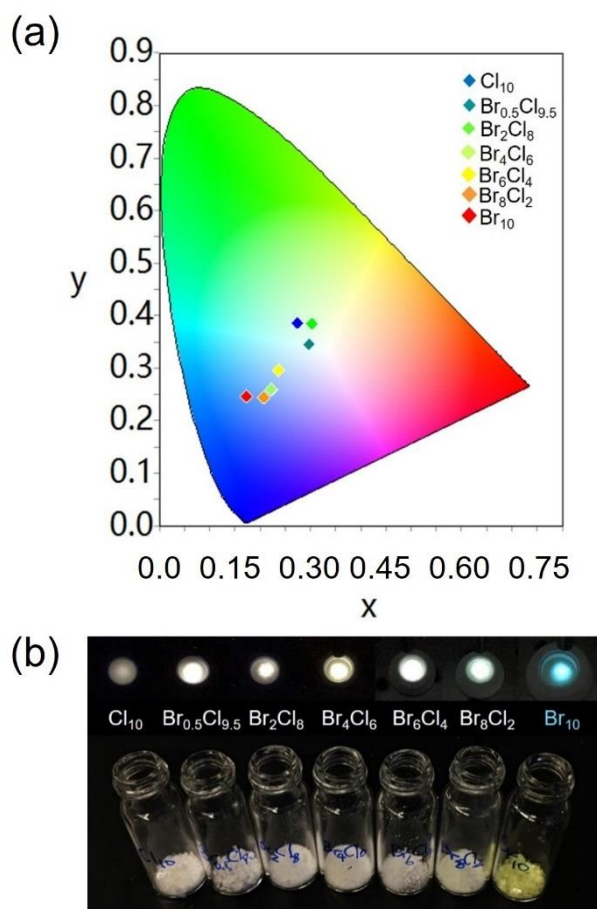 (a)
0.9
0.8
0.7
0.6
0.5
0.4
0.3
0.2
0.1
0.0
y
Cl₁₀
Br₀.₅Cl₉.₅
Br₂Cl₈
Br₄Cl₆
Br₆Cl₄
Br₈Cl₂
Br₁₀
0.0 0.15 0.30 0.45 0.60 0.75
x
(b)
Cl₁₀ Br₀.₅Cl₉.₅ Br₂Cl₈ Br₄Cl₆ Br₆Cl₄ Br₈Cl₂ Br₁₀
Cl₁₀